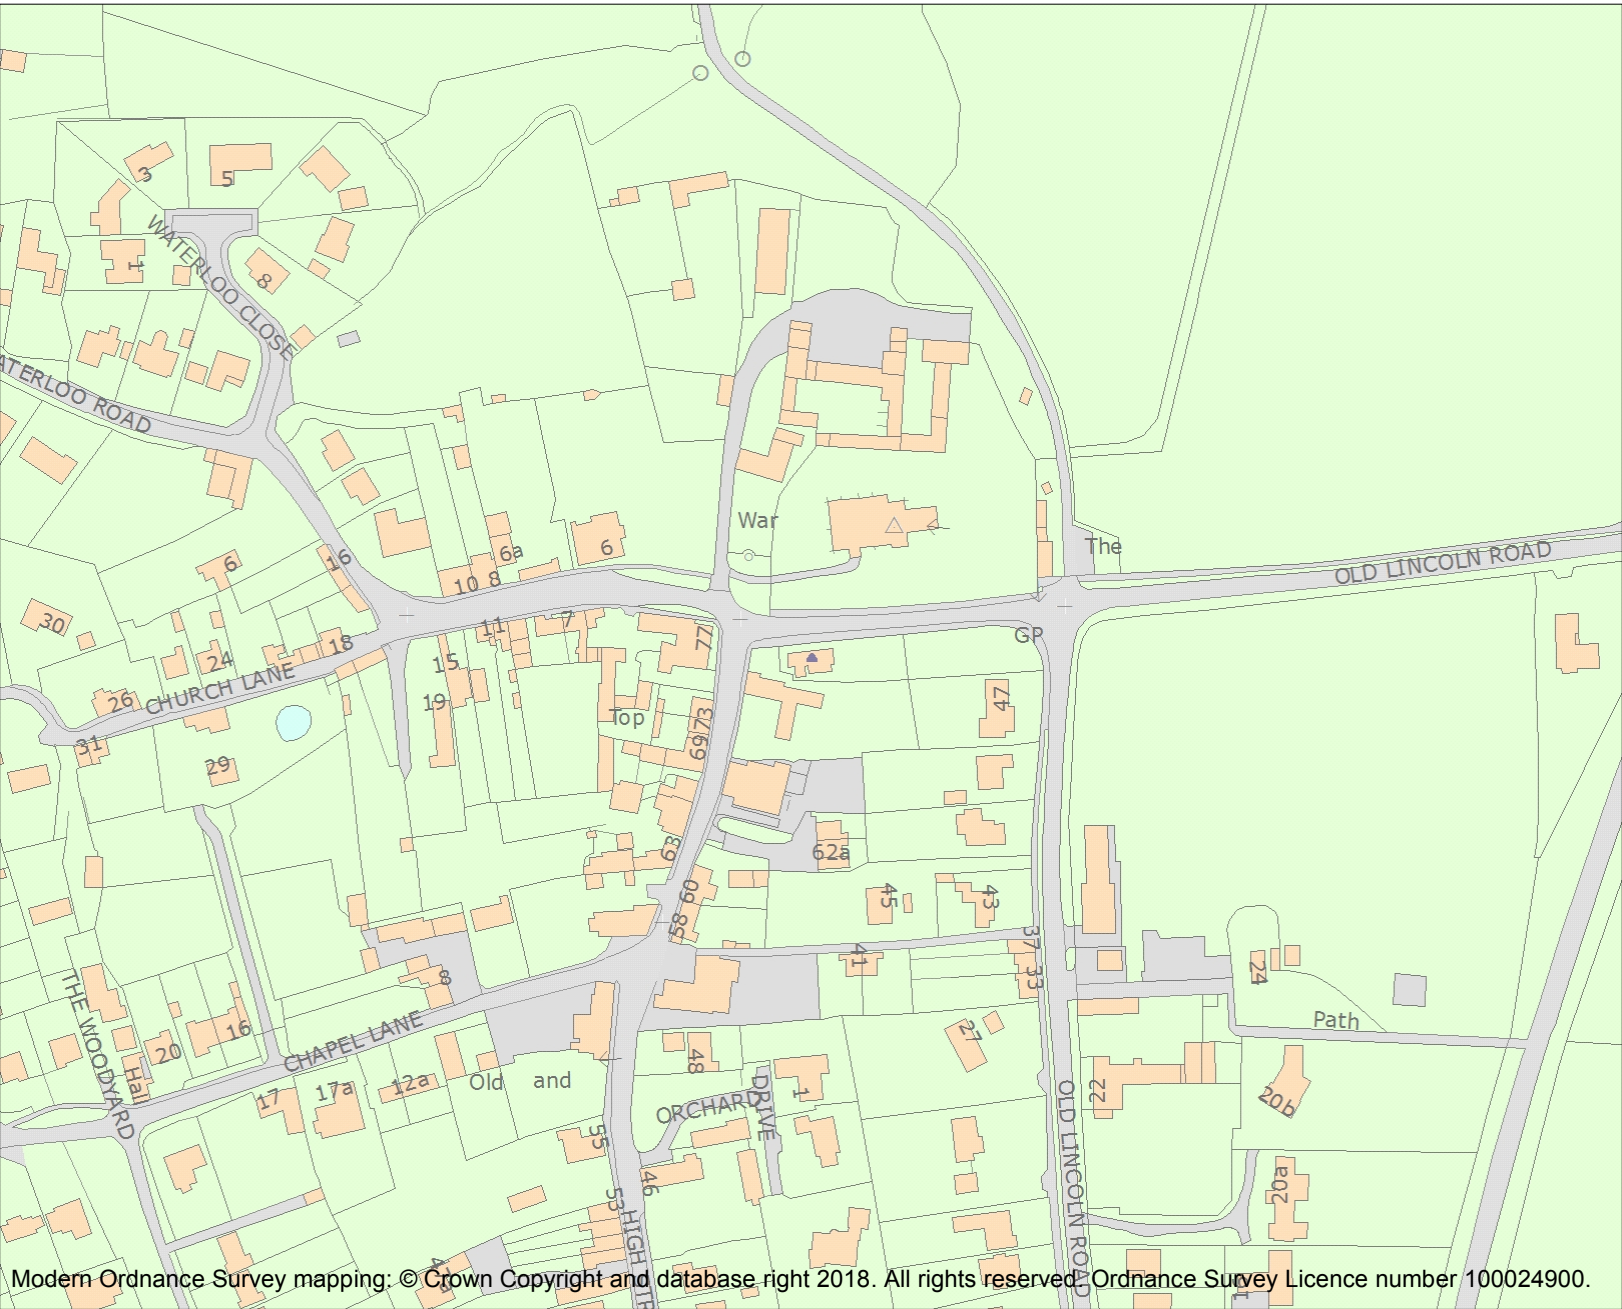 3
5
WATERLOO CLOSE
1
8
ATERLOO ROAD
War
6a
6
10 8
16
6
The
OLD LINCOLN ROAD
30
11
7
77
GP
18
24
15
CHURCH LANE
26
19
Top
73
69
47
31
29
63
62a
60
58
45
43
41
37
33
8
24
THE WOODYARD
16
20
CHAPEL LANE
Path
27
48
Hall
17
17a
12a
Old and
ORCHARD
DRIVE
1
22
20b
55
46
53
20a
HIGH STR
OLD LINCOLN ROAD
47a
Modern Ordnance Survey mapping: © Crown Copyright and database right 2018. All rights reserved. Ordnance Survey Licence number 100024900.